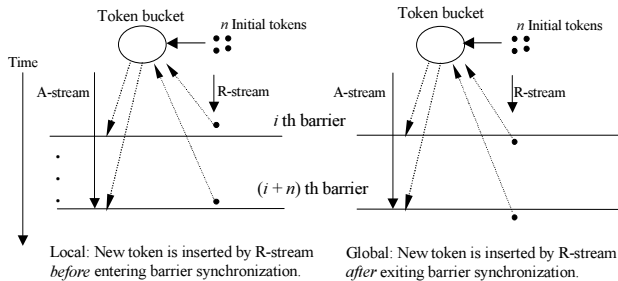 Token bucket
n Initial tokens
Token bucket
n Initial tokens
Time
A-stream
R-stream
A-stream
R-stream
i th barrier
(i + n) th barrier
Local: New token is inserted by R-stream
before entering barrier synchronization.
Global: New token is inserted by R-stream
after exiting barrier synchronization.